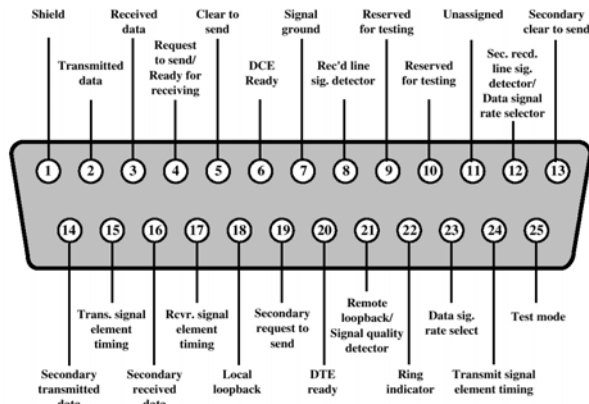 Shield
Received
data
Clear to
send
Signal
ground
Reserved
for testing
Unassigned
Secondary
clear to send
Transmitted
data
Request
to send/
Ready for
receiving
DCE
Ready
Rec'd line
sig. detector
Reserved
for testing
Sec. recd.
line sig.
detector/
Data signal
rate selector
1 2 3 4 5 6 7 8 9 10 11 12 13
14 15 16 17 18 19 20 21 22 23 24 25
Trans. signal
element
timing
Rcvr. signal
element
timing
Secondary
request to
send
Remote
loopback/
Signal quality
detector
Data sig.
rate select
Test mode
Secondary
transmitted
data
Secondary
received
data
Local
loopback
DTE
ready
Ring
indicator
Transmit signal
element timing